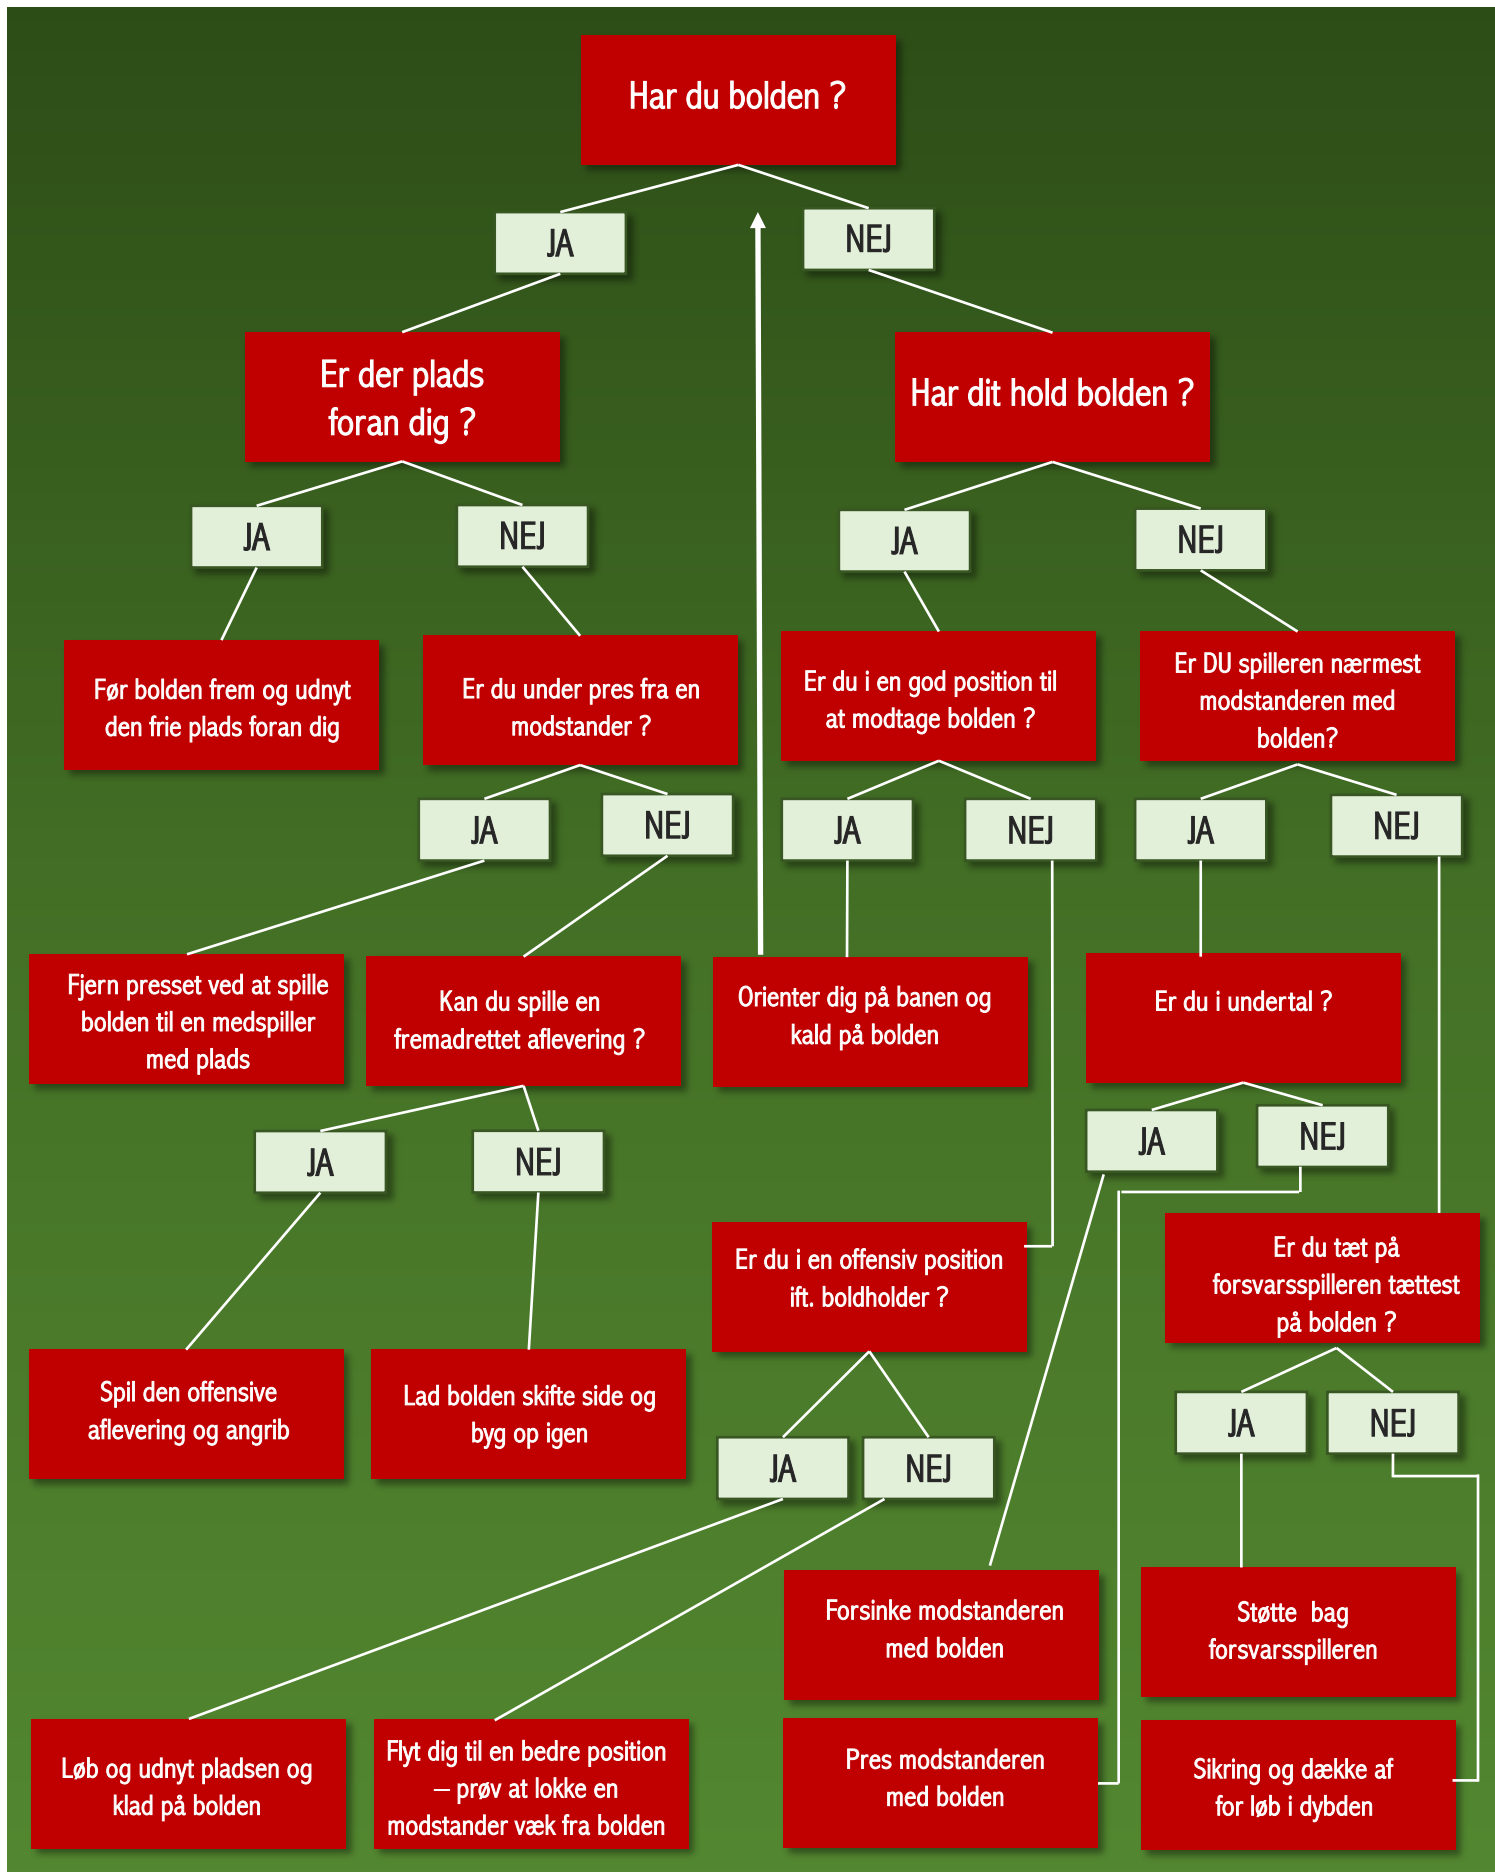 Har du bolden ?
JA
NEJ
Er der plads
foran dig ?
Har dit hold bolden ?
JA
NEJ
JA
NEJ
Før bolden frem og udnyt
den frie plads foran dig
Er du under pres fra en
modstander ?
Er du i en god position til
at modtage bolden ?
Er DU spilleren nærmest
modstanderen med
bolden?
JA
NEJ
JA
NEJ
JA
NEJ
Fjern presset ved at spille
bolden til en medspiller
med plads
Kan du spille en
fremadrettet aflevering ?
Orienter dig på banen og
kald på bolden
Er du i undertal ?
JA
NEJ
JA
NEJ
Er du i en offensiv position
ift. boldholder ?
Er du tæt på
forsvarsspilleren tættest
på bolden ?
Spil den offensive
aflevering og angrib
Lad bolden skifte side og
byg op igen
JA
NEJ
JA
NEJ
Forsinke modstanderen
med bolden
Støtte  bag
forsvarsspilleren
Løb og udnyt pladsen og
klad på bolden
Flyt dig til en bedre position
– prøv at lokke en
modstander væk fra bolden
Pres modstanderen
med bolden
Sikring og dække af
for løb i dybden